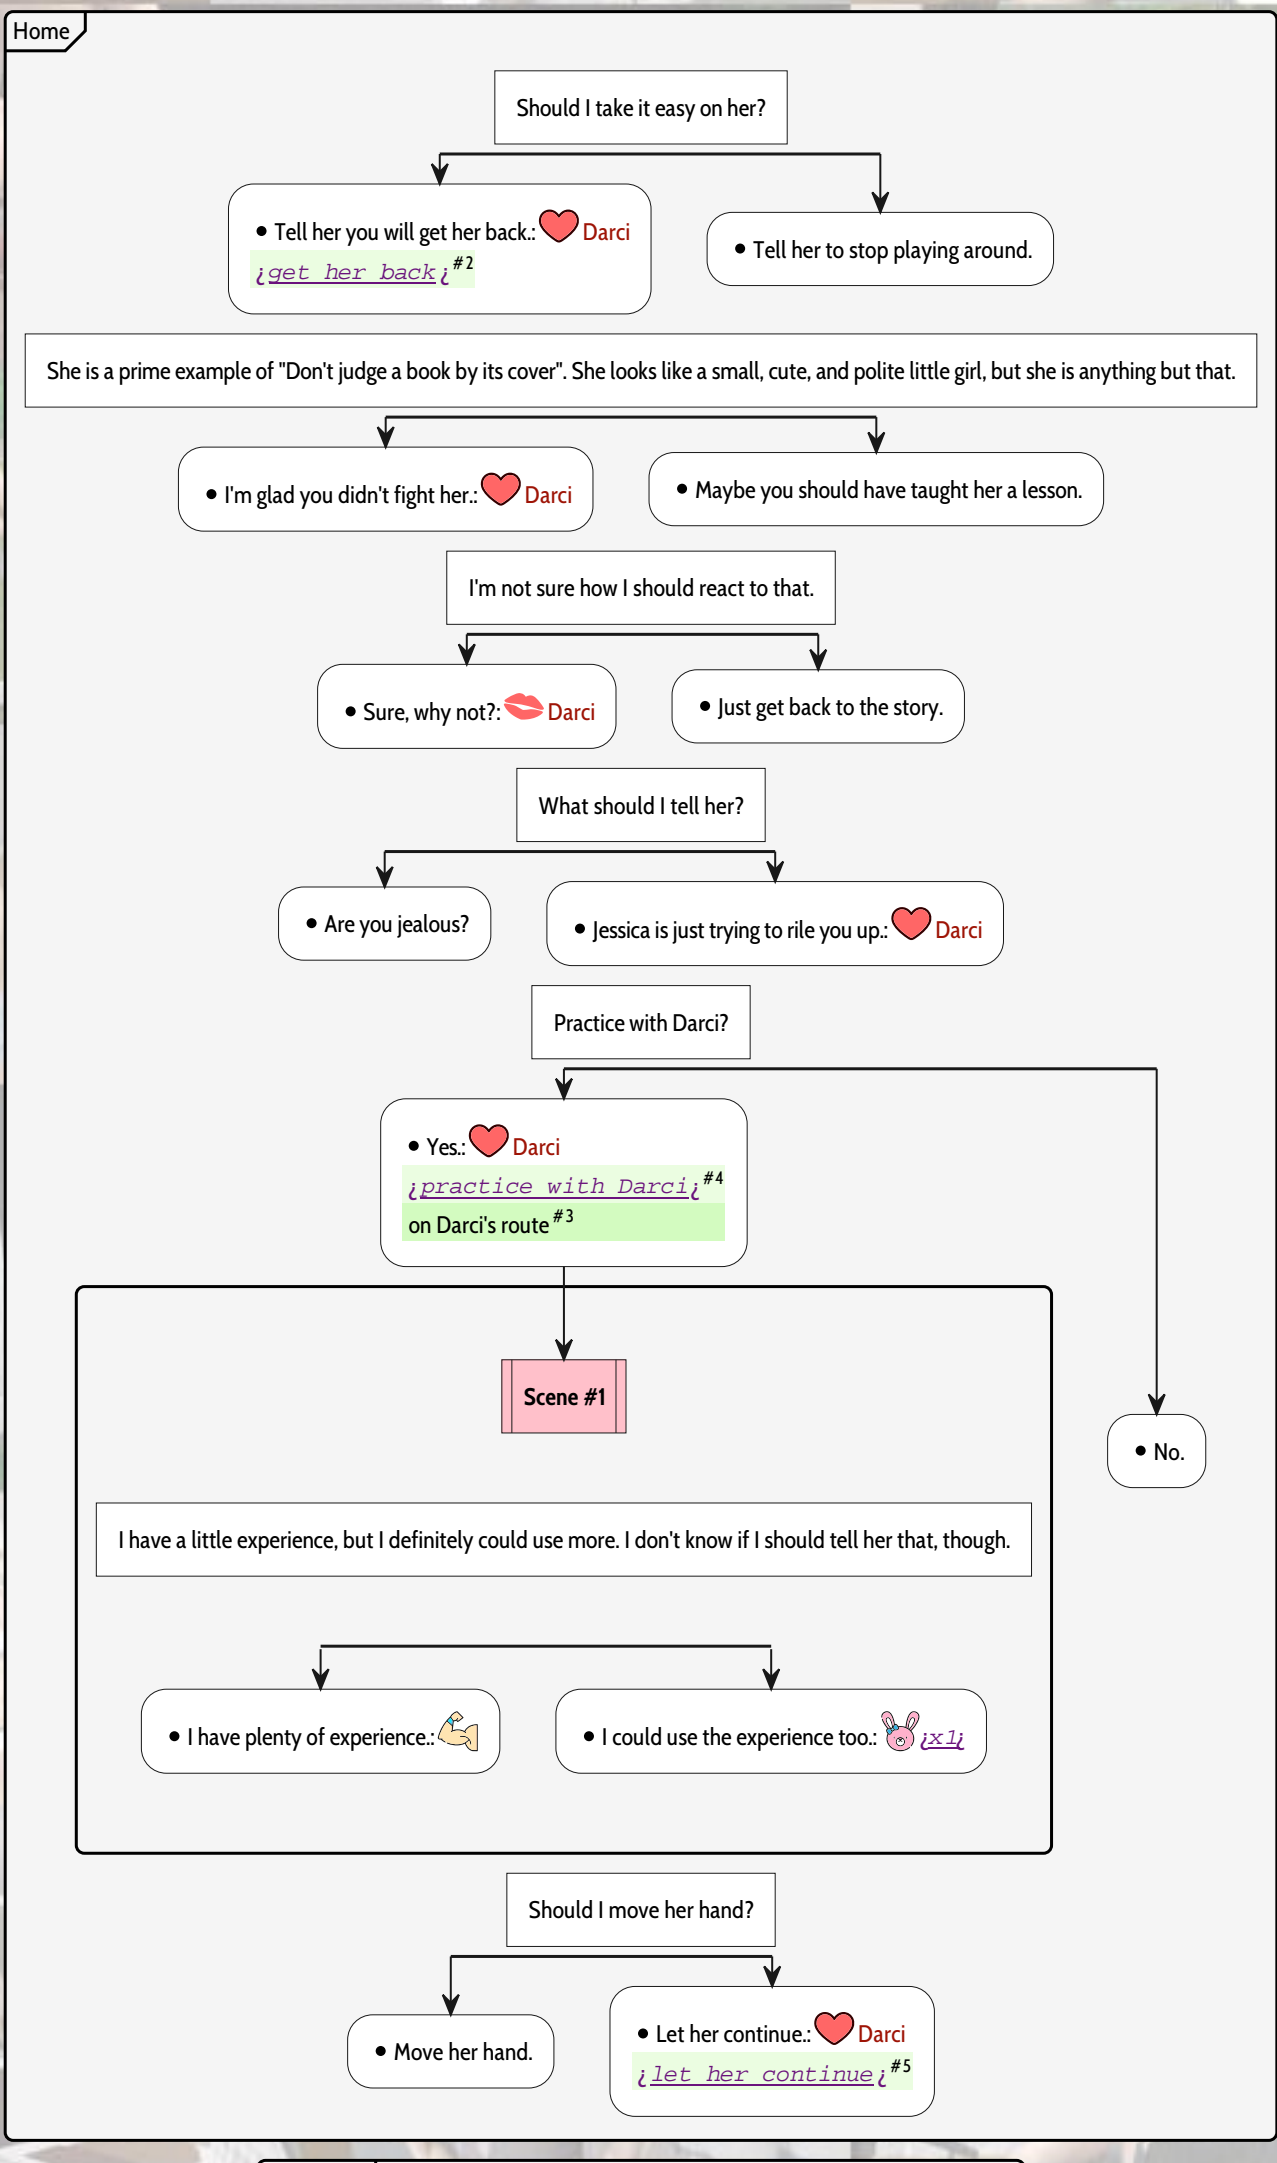 Home
Should I take it easy on her?
• Tell her you will get her back.: Darci
¿get her back¿#2
• Tell her to stop playing around.
She is a prime example of "Don't judge a book by its cover". She looks like a small, cute, and polite little girl, but she is anything but that.
• I'm glad you didn't fight her.: Darci
• Maybe you should have taught her a lesson.
I'm not sure how I should react to that.
• Sure, why not?: Darci
• Just get back to the story.
What should I tell her?
• Are you jealous?
• Jessica is just trying to rile you up.: Darci
Practice with Darci?
• Yes.: Darci
¿practice with Darci¿#4
on Darci's route#3
Scene #1
• No.
I have a little experience, but I definitely could use more. I don't know if I should tell her that, though.
• I have plenty of experience.:
• I could use the experience too.: ¿x1¿
Should I move her hand?
• Move her hand.
• Let her continue.: Darci
¿let her continue¿#5